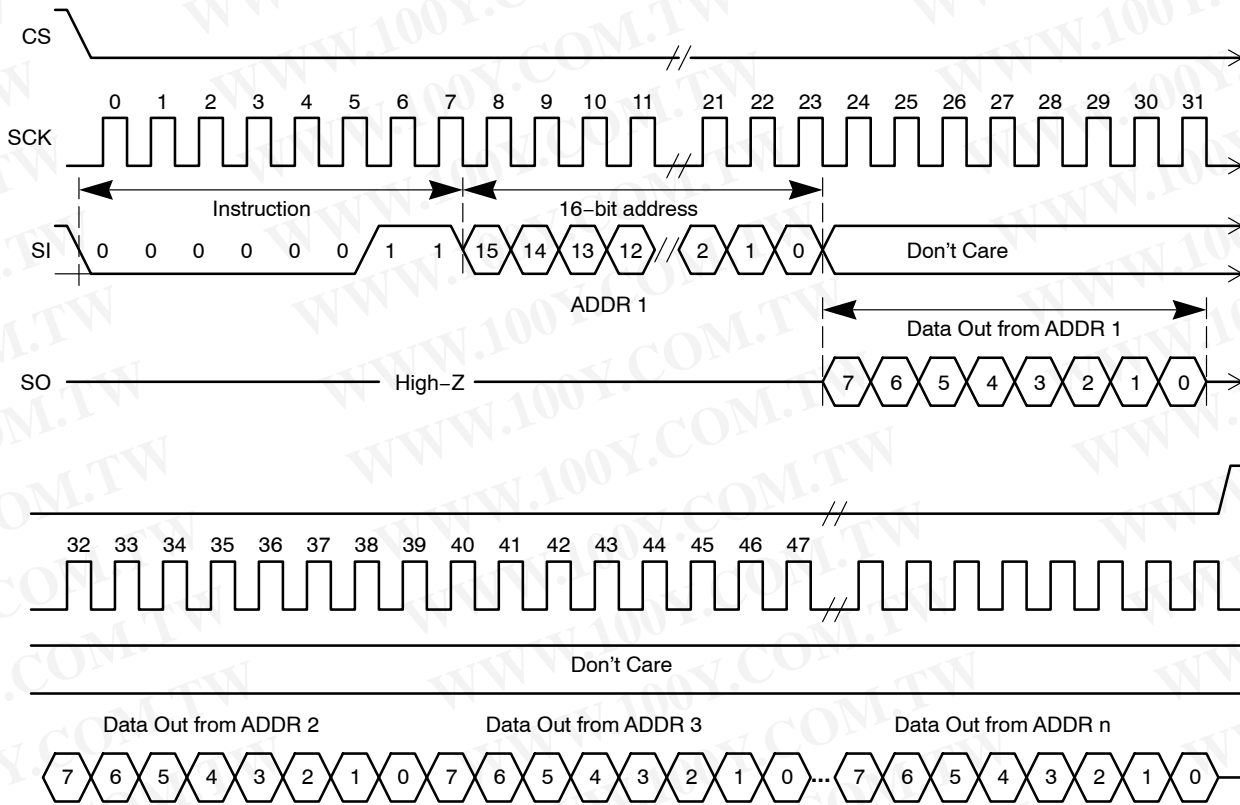 CS
0 1 2 3 4 5 6 7 8 9 10 11 21 22 23 24 25 26 27 28 29 30 31
SCK
Instruction 16−bit address
SI 0 0 0 0 0 0 1 1 15 14 13 12 2 1 0 Don't Care
ADDR 1
Data Out from ADDR 1
SO High−Z 7 6 5 4 3 2 1 0
32 33 34 35 36 37 38 39 40 41 42 43 44 45 46 47
Don't Care
Data Out from ADDR 2 Data Out from ADDR 3 Data Out from ADDR n
7 6 5 4 3 2 1 0 7 6 5 4 3 2 1 0 ... 7 6 5 4 3 2 1 0
WWW.100Y.COM.TW